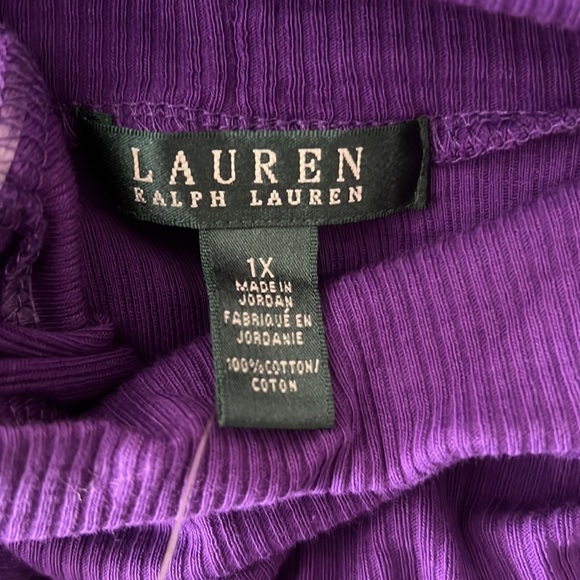 LAUREN
RALPH LAUREN
1X
MADE IN
JORDAN
FABRIQUÉ EN
JORDANIE
100%COTTON/
COTON